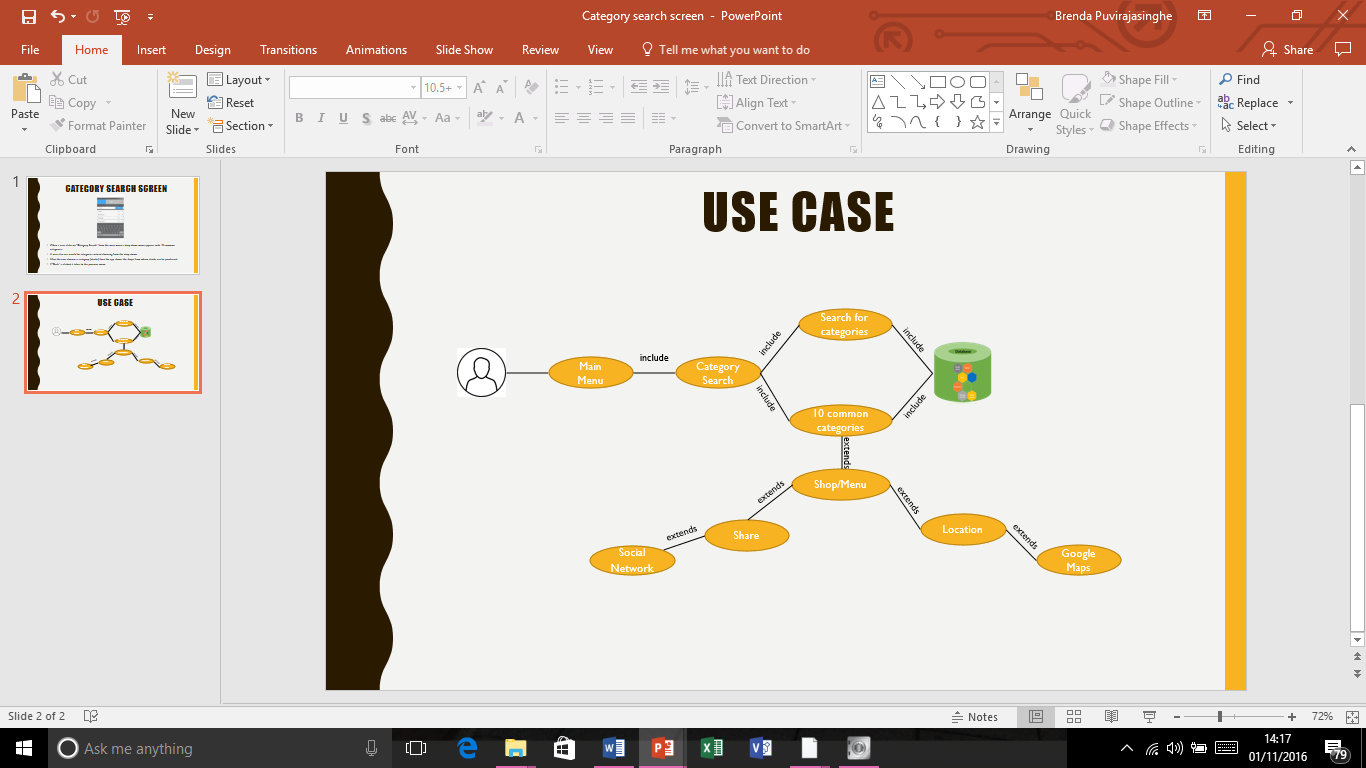 Category search screen - PowerPoint
Brenda Puvirajasinghe
File Home Insert Design Transitions Animations Slide Show Review View Tell me what you want to do Share
Paste
Cut
Copy
Format Painter
Clipboard
New
Slide
Layout
Reset
Section
Slides
10.5+
B I U S abc AV Aa ab A
Font
Text Direction
Align Text
Convert to SmartArt
Paragraph
Arrange
Quick
Styles
Shape Fill
Shape Outline
Shape Effects
Drawing
Find
Replace
Select
Editing
1
CATEGORY SEARCH SCREEN
2
USE CASE
USE CASE
Main
Menu
include
Category
Search
include
include
Search for
categories
10 common
categories
include
include
Database
extends
Shop/Menu
extends
Share
extends
Social
Network
extends
Location
extends
Google
Maps
Slide 2 of 2
Notes
72%
Ask me anything
14:17
01/11/2016
79